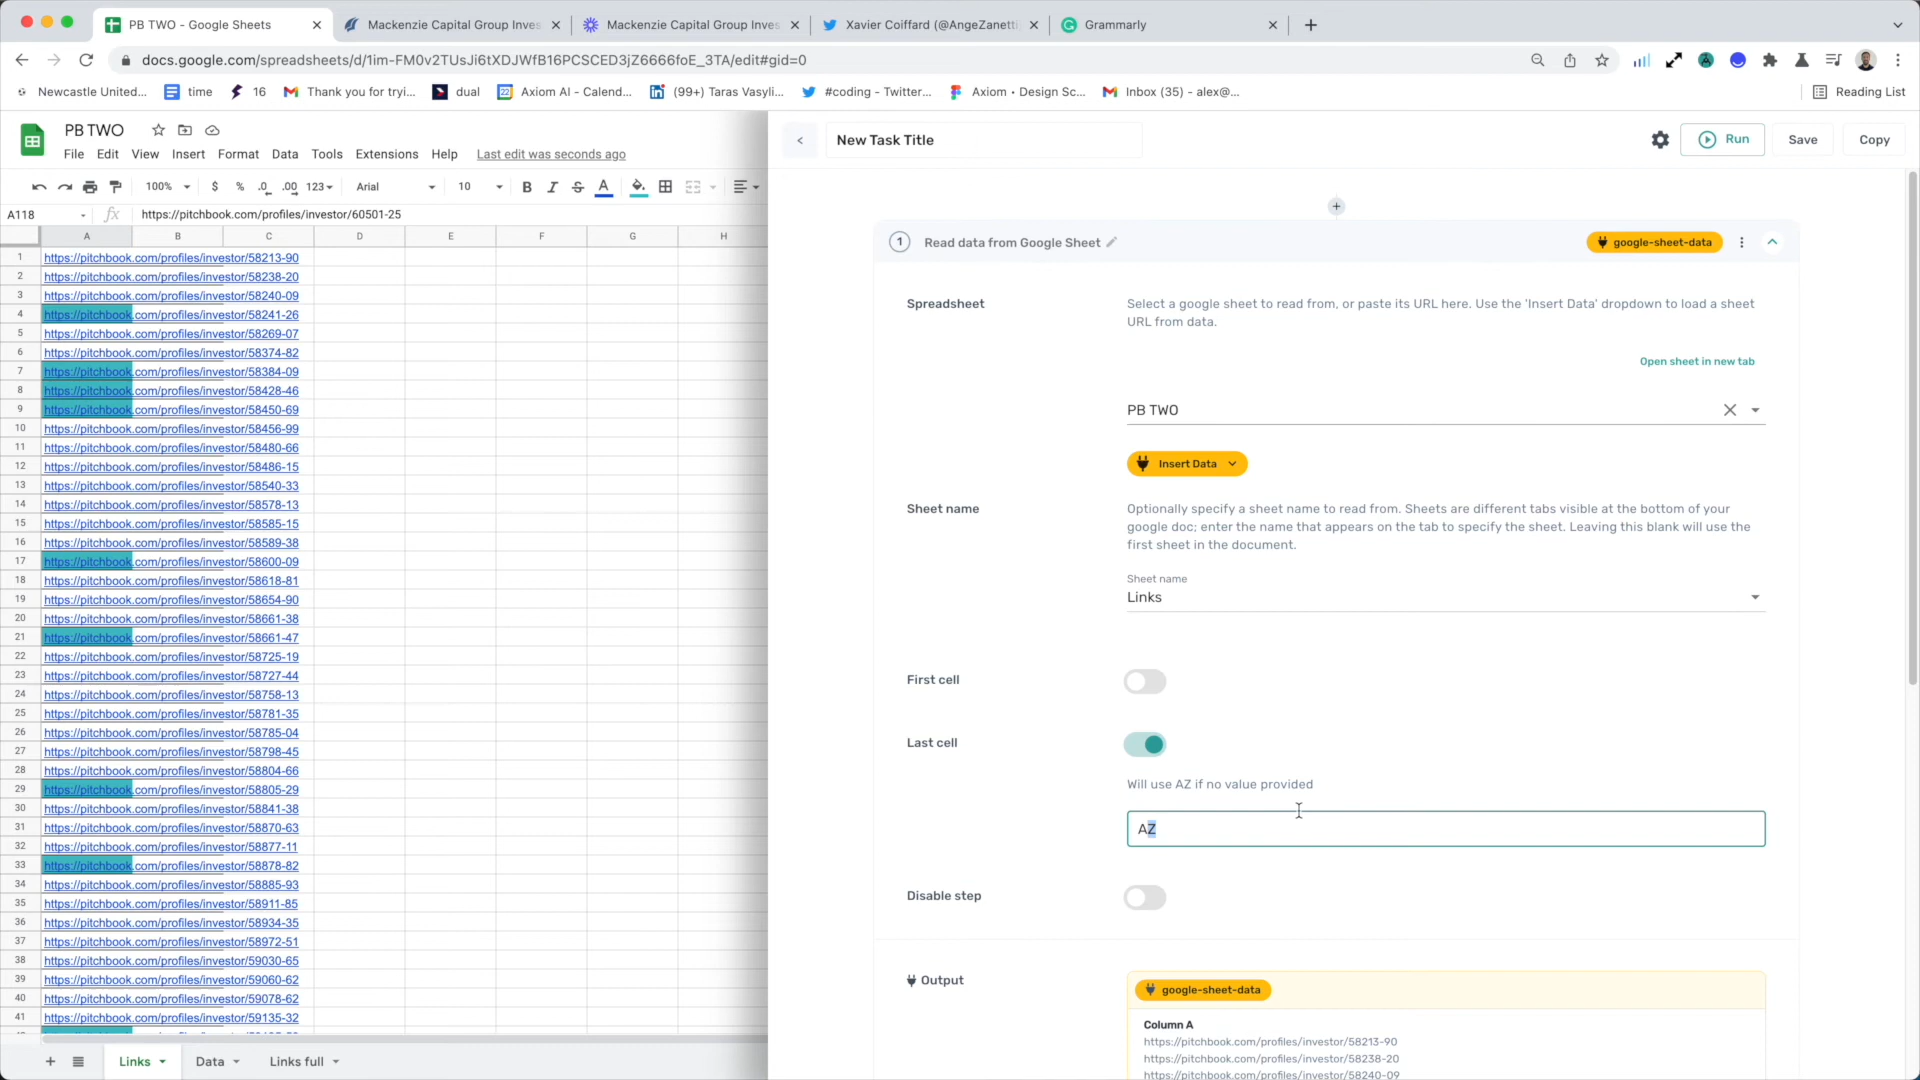 PB TWO - Google Sheets
Mackenzie Capital Group Inves
Mackenzie Capital Group Inves
Xavier Coiffard (@AngeZanetti
Grammarly
docs.google.com/spreadsheets/d/1im-FM0v2TUsJi6tXDJWfB16PCSCED3jZ6666foE_3TA/edit#gid=0
Newcastle United...
time
16
Thank you for tryi...
dual
Axiom AI - Calend...
(99+) Taras Vasyli...
#coding - Twitter...
Axiom • Design Sc...
Inbox (35) - alex@...
Reading List
PB TWO
File Edit View Insert Format Data Tools Extensions Help Last edit was seconds ago
100% $ % .0 .00 123 Arial 10 B I S A
A118 fx https://pitchbook.com/profiles/investor/60501-25
A B C D E F G H
1 https://pitchbook.com/profiles/investor/58213-90
2 https://pitchbook.com/profiles/investor/58238-20
3 https://pitchbook.com/profiles/investor/58240-09
4 https://pitchbook.com/profiles/investor/58241-26
5 https://pitchbook.com/profiles/investor/58269-07
6 https://pitchbook.com/profiles/investor/58374-82
7 https://pitchbook.com/profiles/investor/58384-09
8 https://pitchbook.com/profiles/investor/58428-46
9 https://pitchbook.com/profiles/investor/58450-69
10 https://pitchbook.com/profiles/investor/58456-99
11 https://pitchbook.com/profiles/investor/58480-66
12 https://pitchbook.com/profiles/investor/58486-15
13 https://pitchbook.com/profiles/investor/58540-33
14 https://pitchbook.com/profiles/investor/58578-13
15 https://pitchbook.com/profiles/investor/58585-15
16 https://pitchbook.com/profiles/investor/58589-38
17 https://pitchbook.com/profiles/investor/58600-09
18 https://pitchbook.com/profiles/investor/58618-81
19 https://pitchbook.com/profiles/investor/58654-90
20 https://pitchbook.com/profiles/investor/58661-38
21 https://pitchbook.com/profiles/investor/58661-47
22 https://pitchbook.com/profiles/investor/58725-19
23 https://pitchbook.com/profiles/investor/58727-44
24 https://pitchbook.com/profiles/investor/58758-13
25 https://pitchbook.com/profiles/investor/58781-35
26 https://pitchbook.com/profiles/investor/58785-04
27 https://pitchbook.com/profiles/investor/58798-45
28 https://pitchbook.com/profiles/investor/58804-66
29 https://pitchbook.com/profiles/investor/58805-29
30 https://pitchbook.com/profiles/investor/58841-38
31 https://pitchbook.com/profiles/investor/58870-63
32 https://pitchbook.com/profiles/investor/58877-11
33 https://pitchbook.com/profiles/investor/58878-82
34 https://pitchbook.com/profiles/investor/58885-93
35 https://pitchbook.com/profiles/investor/58911-85
36 https://pitchbook.com/profiles/investor/58934-35
37 https://pitchbook.com/profiles/investor/58972-51
38 https://pitchbook.com/profiles/investor/59030-65
39 https://pitchbook.com/profiles/investor/59060-62
40 https://pitchbook.com/profiles/investor/59078-62
41 https://pitchbook.com/profiles/investor/59135-32
Links
Data
Links full
New Task Title
Run
Save
Copy
1 Read data from Google Sheet
google-sheet-data
Spreadsheet
Select a google sheet to read from, or paste its URL here. Use the 'Insert Data' dropdown to load a sheet
URL from data.
Open sheet in new tab
PB TWO
Insert Data
Sheet name
Optionally specify a sheet name to read from. Sheets are different tabs visible at the bottom of your
google doc; enter the name that appears on the tab to specify the sheet. Leaving this blank will use the
first sheet in the document.
Sheet name
Links
First cell
Last cell
Will use AZ if no value provided
AZ
Disable step
Output
google-sheet-data
Column A
https://pitchbook.com/profiles/investor/58213-90
https://pitchbook.com/profiles/investor/58238-20
https://pitchbook.com/profiles/investor/58240-09